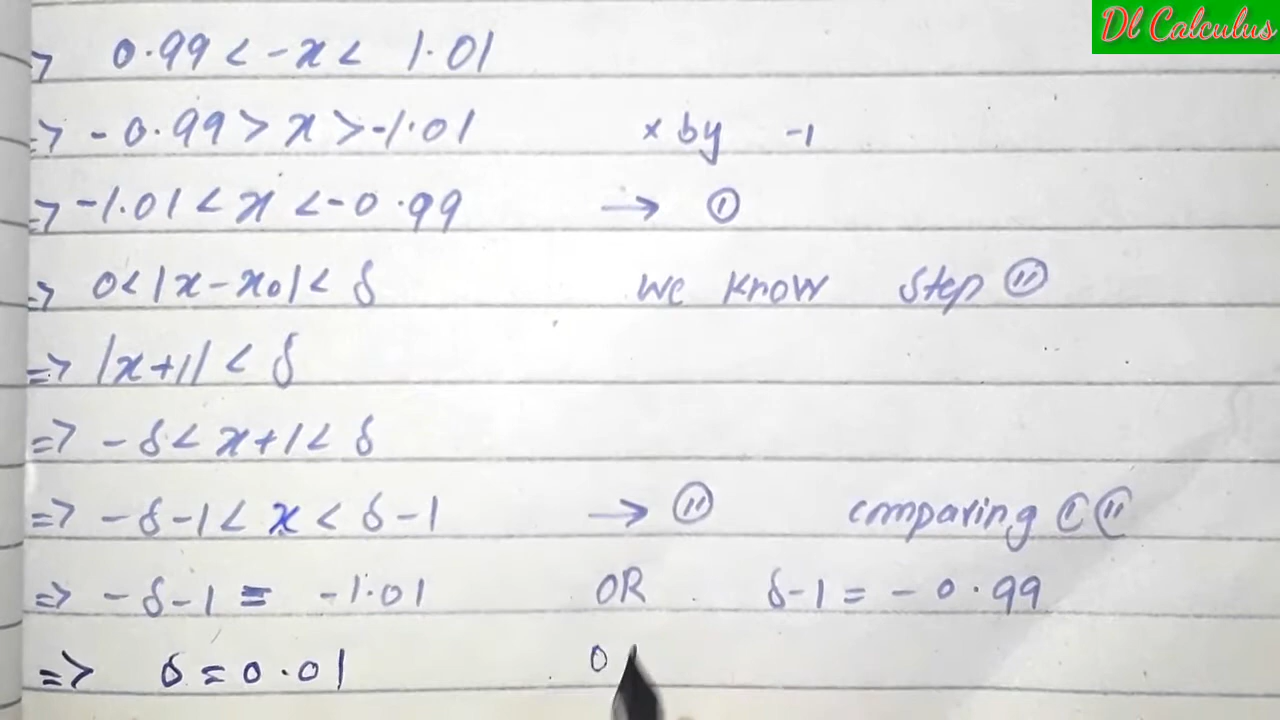 Dl Calculus
=> 0.99 < -x < 1.01
=> -0.99 > x > -1.01 × by -1
=> -1.01 < x < -0.99 → ①
=> 0 < |x - x₀| < δ we know step ⑪
=> |x+1| < δ
=> -δ < x+1 < δ
=> -δ-1 < x < δ-1 → ⑪ comparing ① ⑪
=> -δ-1 = -1.01 OR δ-1 = -0.99
=> δ = 0.01 O